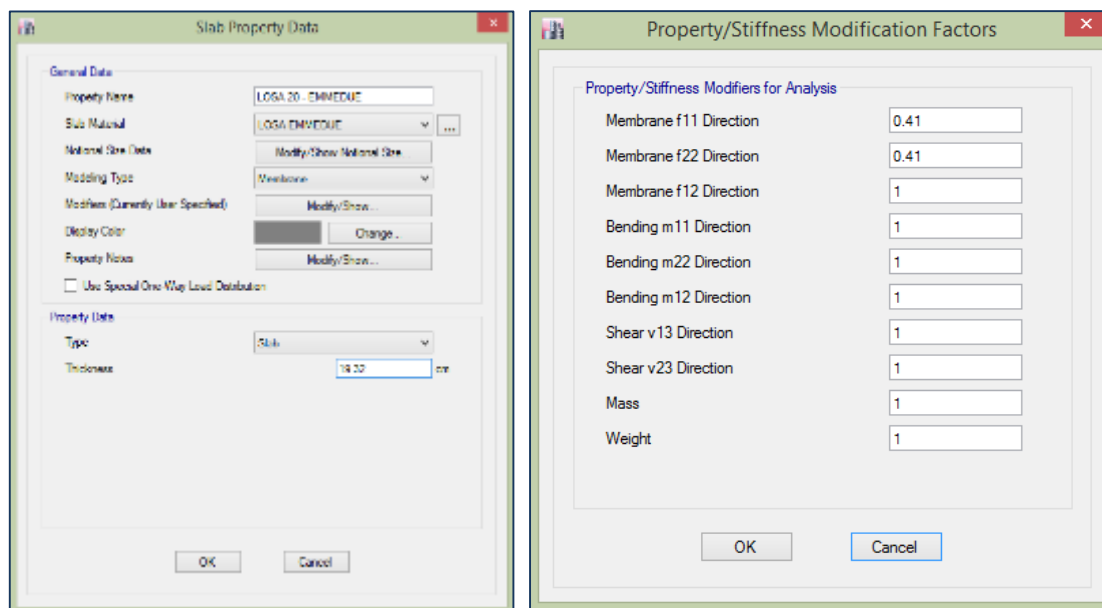 Slab Property Data
General Data
Property Name LOSA 20 - EMMEDUE
Slab Material LOSA EMMEDUE ...
Notional Size Data Modify/Show Notional Size...
Modeling Type Membrane
Modifiers (Currently User Specified) Modify/Show...
Display Color Change...
Property Notes Modify/Show...
Use Special One-Way Load Distribution
Property Data
Type Slab
Thickness 19.32 cm
OK Cancel
Property/Stiffness Modification Factors
Property/Stiffness Modifiers for Analysis
Membrane f11 Direction 0.41
Membrane f22 Direction 0.41
Membrane f12 Direction 1
Bending m11 Direction 1
Bending m22 Direction 1
Bending m12 Direction 1
Shear v13 Direction 1
Shear v23 Direction 1
Mass 1
Weight 1
OK Cancel